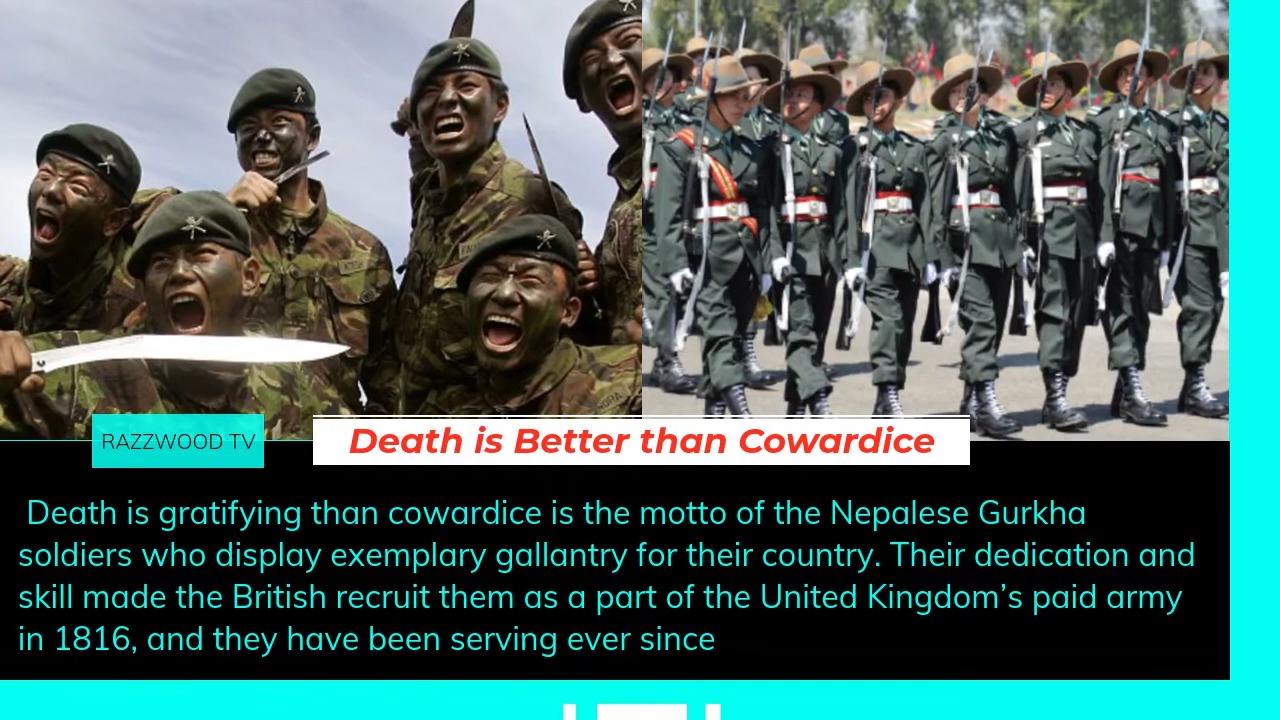 RAZZWOOD TV
Death is Better than Cowardice
Death is gratifying than cowardice is the motto of the Nepalese Gurkha
soldiers who display exemplary gallantry for their country. Their dedication and
skill made the British recruit them as a part of the United Kingdom’s paid army
in 1816, and they have been serving ever since